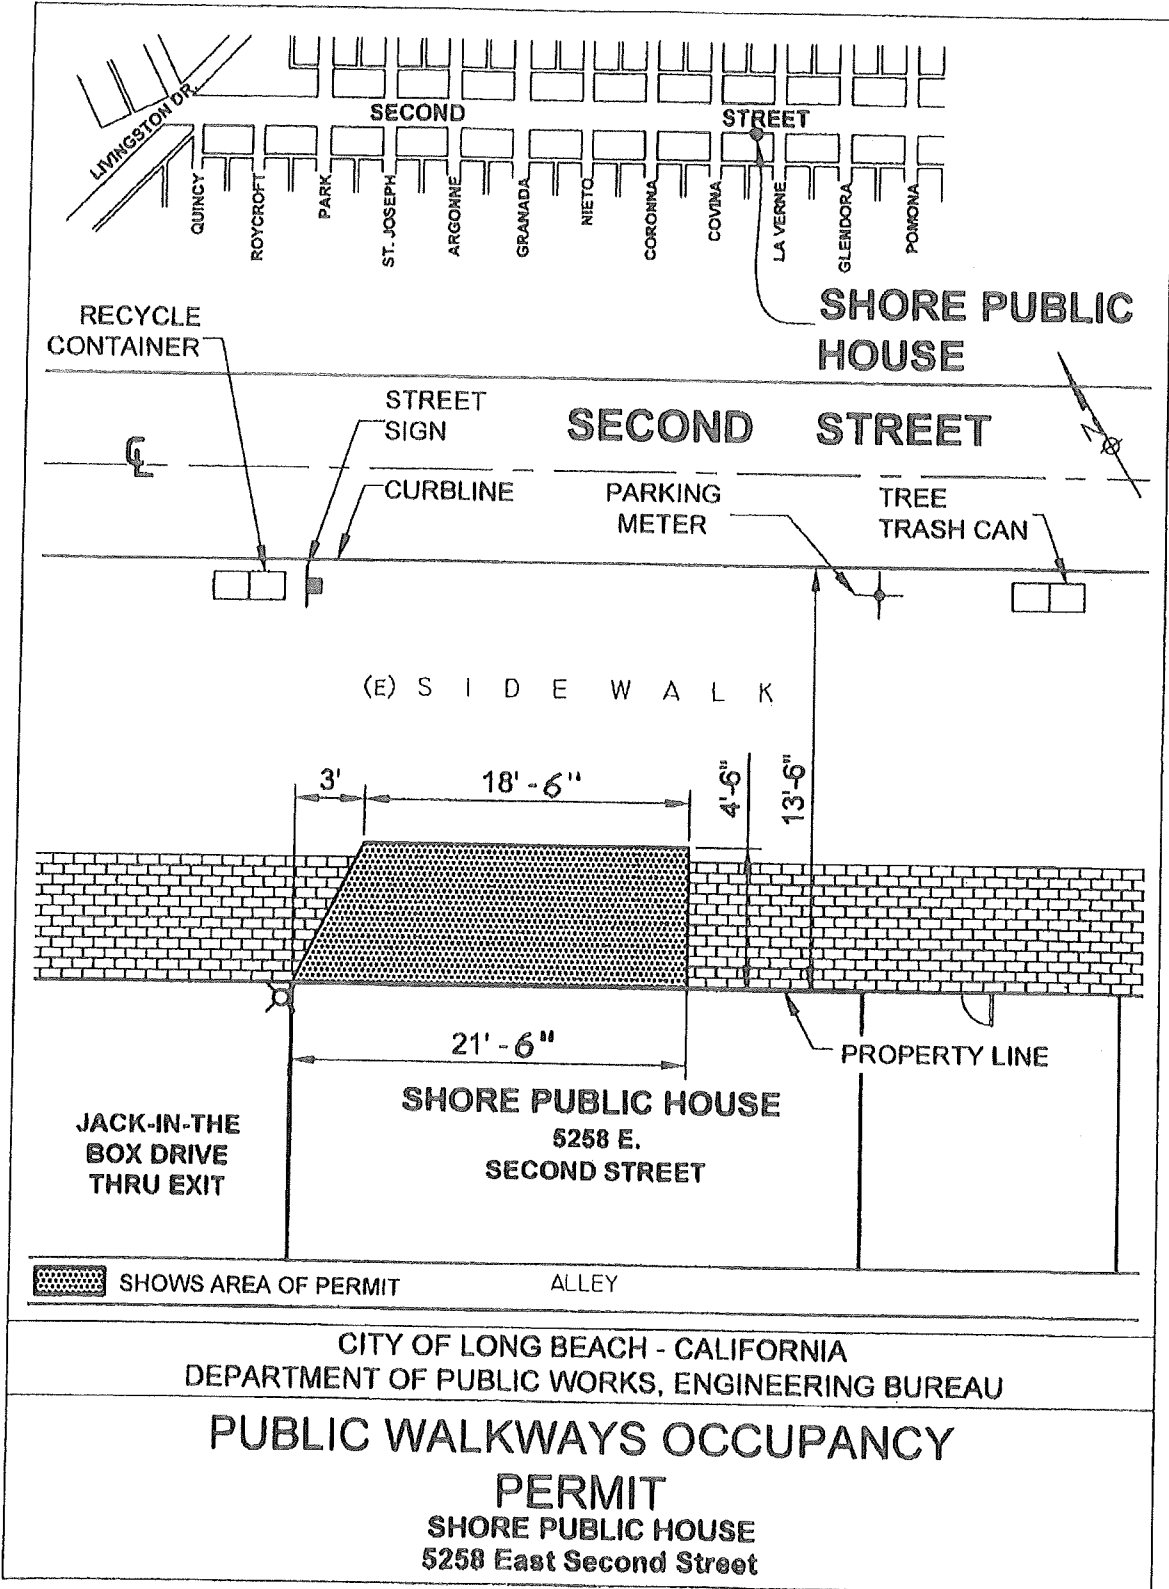 LIVINGSTON DR.
SECOND STREET
QUINCY
ROYCROFT
PARK
ST. JOSEPH
ARGONNE
GRANADA
NIETO
CORONNA
COVINA
LA VERNE
GLENDORA
POMONA
SHORE PUBLIC
HOUSE
RECYCLE
CONTAINER
STREET
SIGN
SECOND STREET
N
CL
CURBLINE
PARKING
METER
TREE
TRASH CAN
(E) SIDEWALK
3'
18'-6"
4'-6"
13'-6"
21'-6"
PROPERTY LINE
SHORE PUBLIC HOUSE
5258 E.
SECOND STREET
JACK-IN-THE
BOX DRIVE
THRU EXIT
SHOWS AREA OF PERMIT
ALLEY
CITY OF LONG BEACH - CALIFORNIA
DEPARTMENT OF PUBLIC WORKS, ENGINEERING BUREAU
PUBLIC WALKWAYS OCCUPANCY
PERMIT
SHORE PUBLIC HOUSE
5258 East Second Street